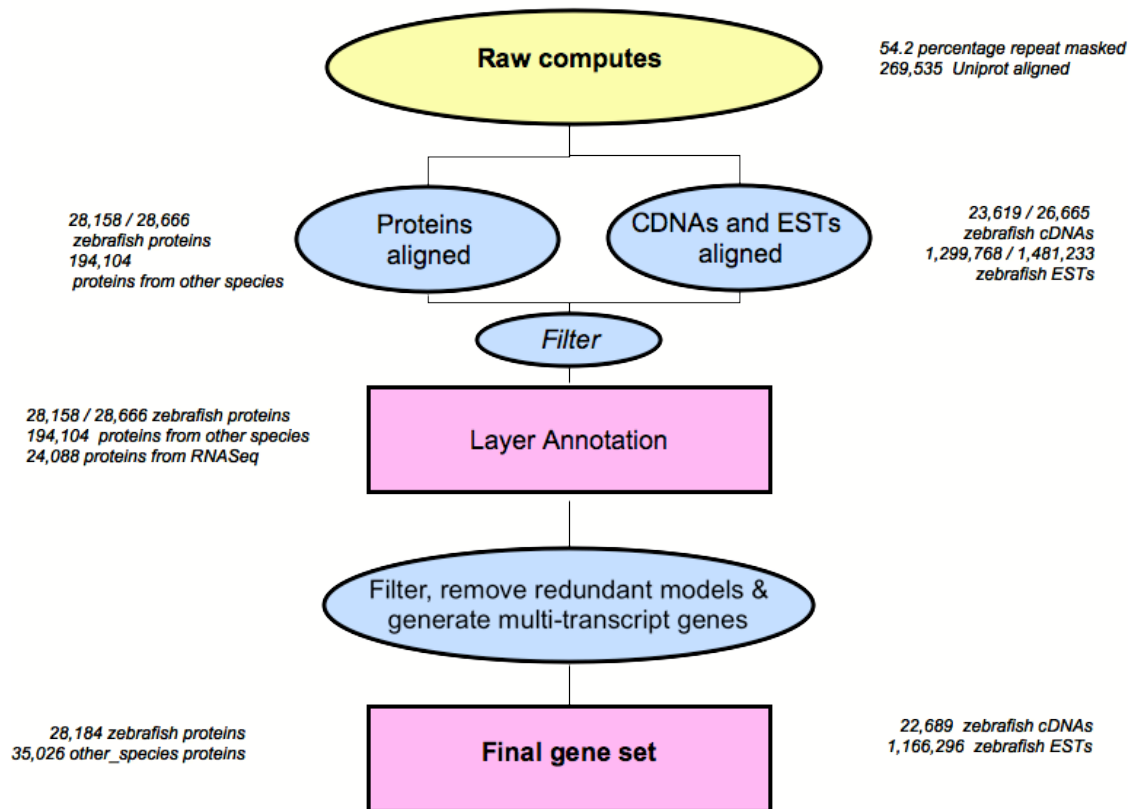 Raw computes
54.2 percentage repeat masked
269,535 Uniprot aligned
28,158 / 28,666
zebrafish proteins
194,104
proteins from other species
Proteins
aligned
CDNAs and ESTs
aligned
23,619 / 26,665
zebrafish cDNAs
1,299,768 / 1,481,233
zebrafish ESTs
Filter
28,158 / 28,666 zebrafish proteins
194,104 proteins from other species
24,088 proteins from RNASeq
Layer Annotation
Filter, remove redundant models &
generate multi-transcript genes
28,184 zebrafish proteins
35,026 other_species proteins
Final gene set
22,689 zebrafish cDNAs
1,166,296 zebrafish ESTs